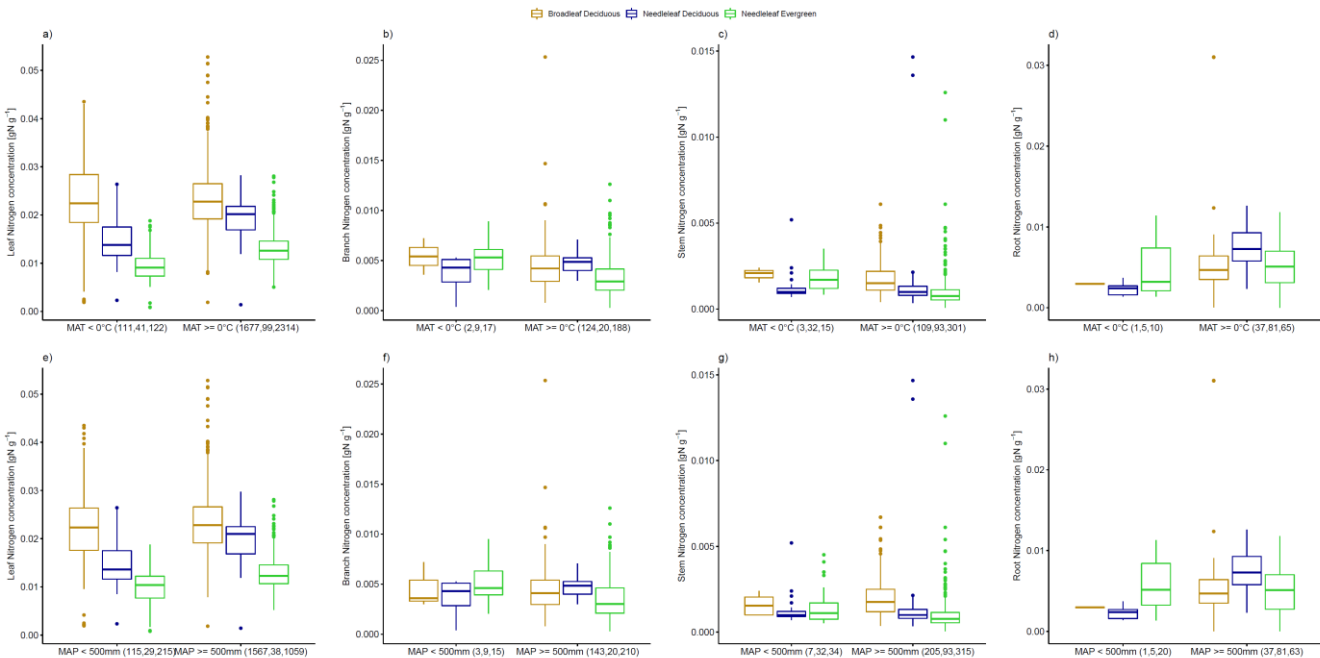 Broadleaf Deciduous Needleleaf Deciduous Needleleaf Evergreen
a)
Leaf Nitrogen concentration [gN g⁻¹]
0.05
0.04
0.03
0.02
0.01
0.00
MAT < 0°C (111,41,122) MAT >= 0°C (1677,99,2314)
b)
Branch Nitrogen concentration [gN g⁻¹]
0.025
0.020
0.015
0.010
0.005
0.000
MAT < 0°C (2,9,17) MAT >= 0°C (124,20,188)
c)
Stem Nitrogen concentration [gN g⁻¹]
0.015
0.010
0.005
0.000
MAT < 0°C (3,32,15) MAT >= 0°C (109,93,301)
d)
Root Nitrogen concentration [gN g⁻¹]
0.03
0.02
0.01
0.00
MAT < 0°C (1,5,10) MAT >= 0°C (37,81,65)
e)
Leaf Nitrogen concentration [gN g⁻¹]
0.05
0.04
0.03
0.02
0.01
0.00
MAP < 500mm (115,29,215) MAP >= 500mm (1567,38,1059)
f)
Branch Nitrogen concentration [gN g⁻¹]
0.025
0.020
0.015
0.010
0.005
0.000
MAP < 500mm (3,9,15) MAP >= 500mm (143,20,210)
g)
Stem Nitrogen concentration [gN g⁻¹]
0.015
0.010
0.005
0.000
MAP < 500mm (7,32,34) MAP >= 500mm (205,93,315)
h)
Root Nitrogen concentration [gN g⁻¹]
0.03
0.02
0.01
0.00
MAP < 500mm (1,5,20) MAP >= 500mm (37,81,63)